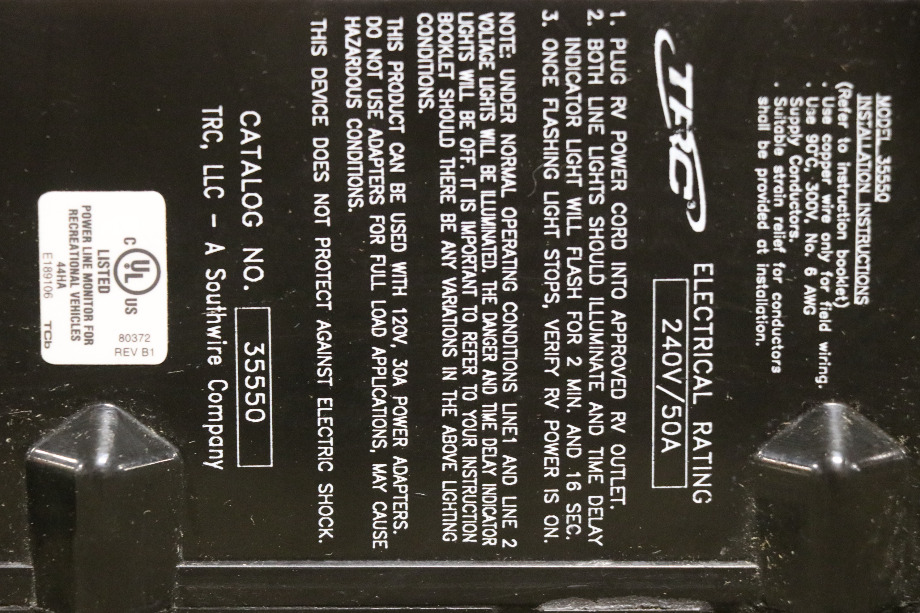 MODEL 35550
INSTALLATION INSTRUCTIONS
(Refer to instruction booklet)
· Use copper wire only for field wiring.
· Use 90°C, 300V, No. 6 AWG
Supply Conductors.
· Suitable strain relief for conductors
shall be provided at installation.
TRC®
ELECTRICAL RATING
240V/50A
1. PLUG RV POWER CORD INTO APPROVED RV OUTLET.
2. BOTH LINE LIGHTS SHOULD ILLUMINATE AND TIME DELAY
INDICATOR LIGHT WILL FLASH FOR 2 MIN. AND 16 SEC.
3. ONCE FLASHING LIGHT STOPS, VERIFY RV POWER IS ON.
NOTE: UNDER NORMAL OPERATING CONDITIONS LINE1 AND LINE 2
VOLTAGE LIGHTS WILL BE ILLUMINATED. THE DANGER AND TIME DELAY INDICATOR
LIGHTS WILL BE OFF. IT IS IMPORTANT TO REFER TO YOUR INSTRUCTION
BOOKLET SHOULD THERE BE ANY VARIATIONS IN THE ABOVE LIGHTING
CONDITIONS.
THIS PRODUCT CAN BE USED WITH 120V, 30A POWER ADAPTERS.
DO NOT USE ADAPTERS FOR FULL LOAD APPLICATIONS, MAY CAUSE
HAZARDOUS CONDITIONS.
THIS DEVICE DOES NOT PROTECT AGAINST ELECTRIC SHOCK.
CATALOG NO. 35550
TRC, LLC - A Southwire Company
C UL US
LISTED
80372
REV B1
POWER LINE MONITOR FOR
RECREATIONAL VEHICLES
44HA
E189106 TCb